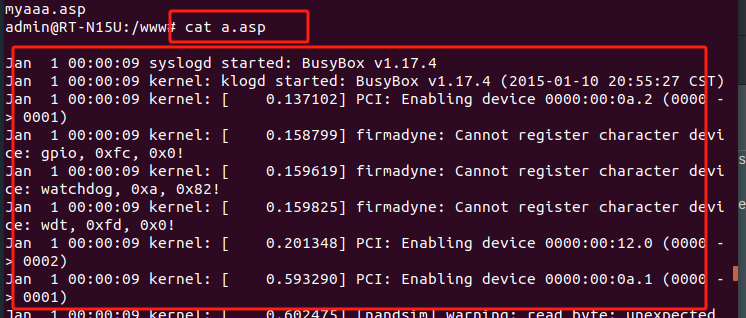 myaaa.asp
admin@RT-N15U:/www# cat a.asp
Jan  1 00:00:09 syslogd started: BusyBox v1.17.4
Jan  1 00:00:09 kernel: klogd started: BusyBox v1.17.4 (2015-01-10 20:55:27 CST)
Jan  1 00:00:09 kernel: [    0.137102] PCI: Enabling device 0000:00:0a.2 (0000 -
> 0001)
Jan  1 00:00:09 kernel: [    0.158799] firmadyne: Cannot register character devi
ce: gpio, 0xfc, 0x0!
Jan  1 00:00:09 kernel: [    0.159619] firmadyne: Cannot register character devi
ce: watchdog, 0xa, 0x82!
Jan  1 00:00:09 kernel: [    0.159825] firmadyne: Cannot register character devi
ce: wdt, 0xfd, 0x0!
Jan  1 00:00:09 kernel: [    0.201348] PCI: Enabling device 0000:00:12.0 (0000 -
> 0002)
Jan  1 00:00:09 kernel: [    0.593290] PCI: Enabling device 0000:00:0a.1 (0000 -
> 0001)
Jan  1 00:00:09 kernel: [    0.602475] [nandsim] warning: read_byte: unexpected